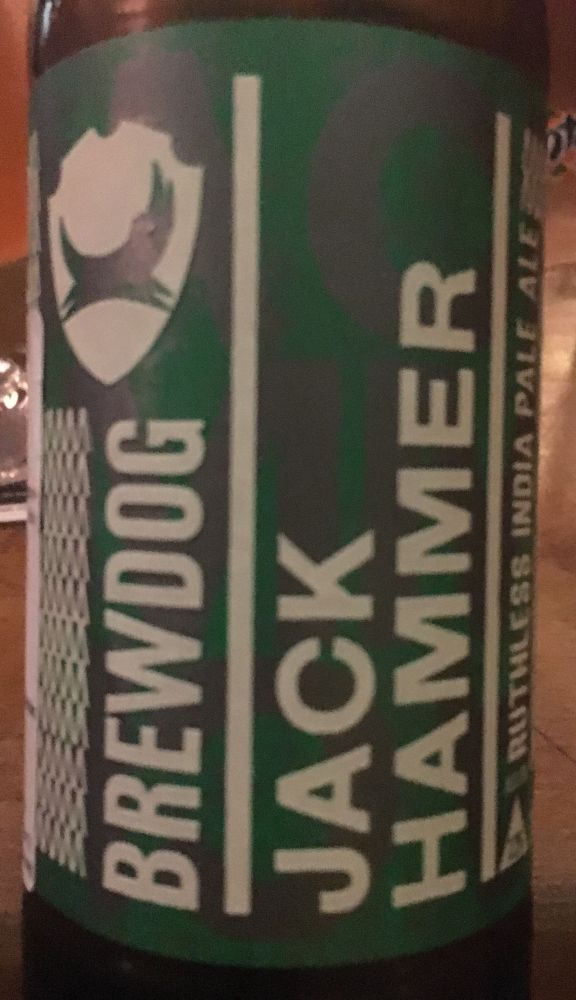 BREWDOG
JACK
HAMMER
RUTHLESS INDIA PALE ALE